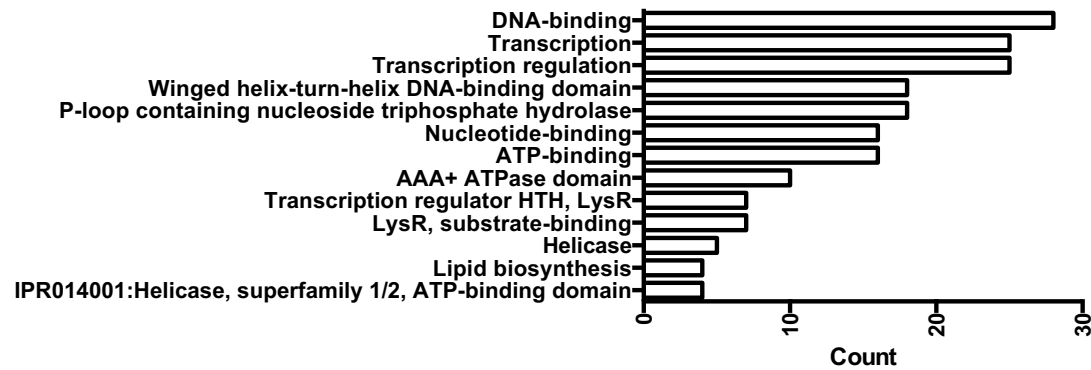 DNA-binding
Transcription
Transcription regulation
Winged helix-turn-helix DNA-binding domain
P-loop containing nucleoside triphosphate hydrolase
Nucleotide-binding
ATP-binding
AAA+ ATPase domain
Transcription regulator HTH, LysR
LysR, substrate-binding
Helicase
Lipid biosynthesis
IPR014001:Helicase, superfamily 1/2, ATP-binding domain
0 10 20 30
Count